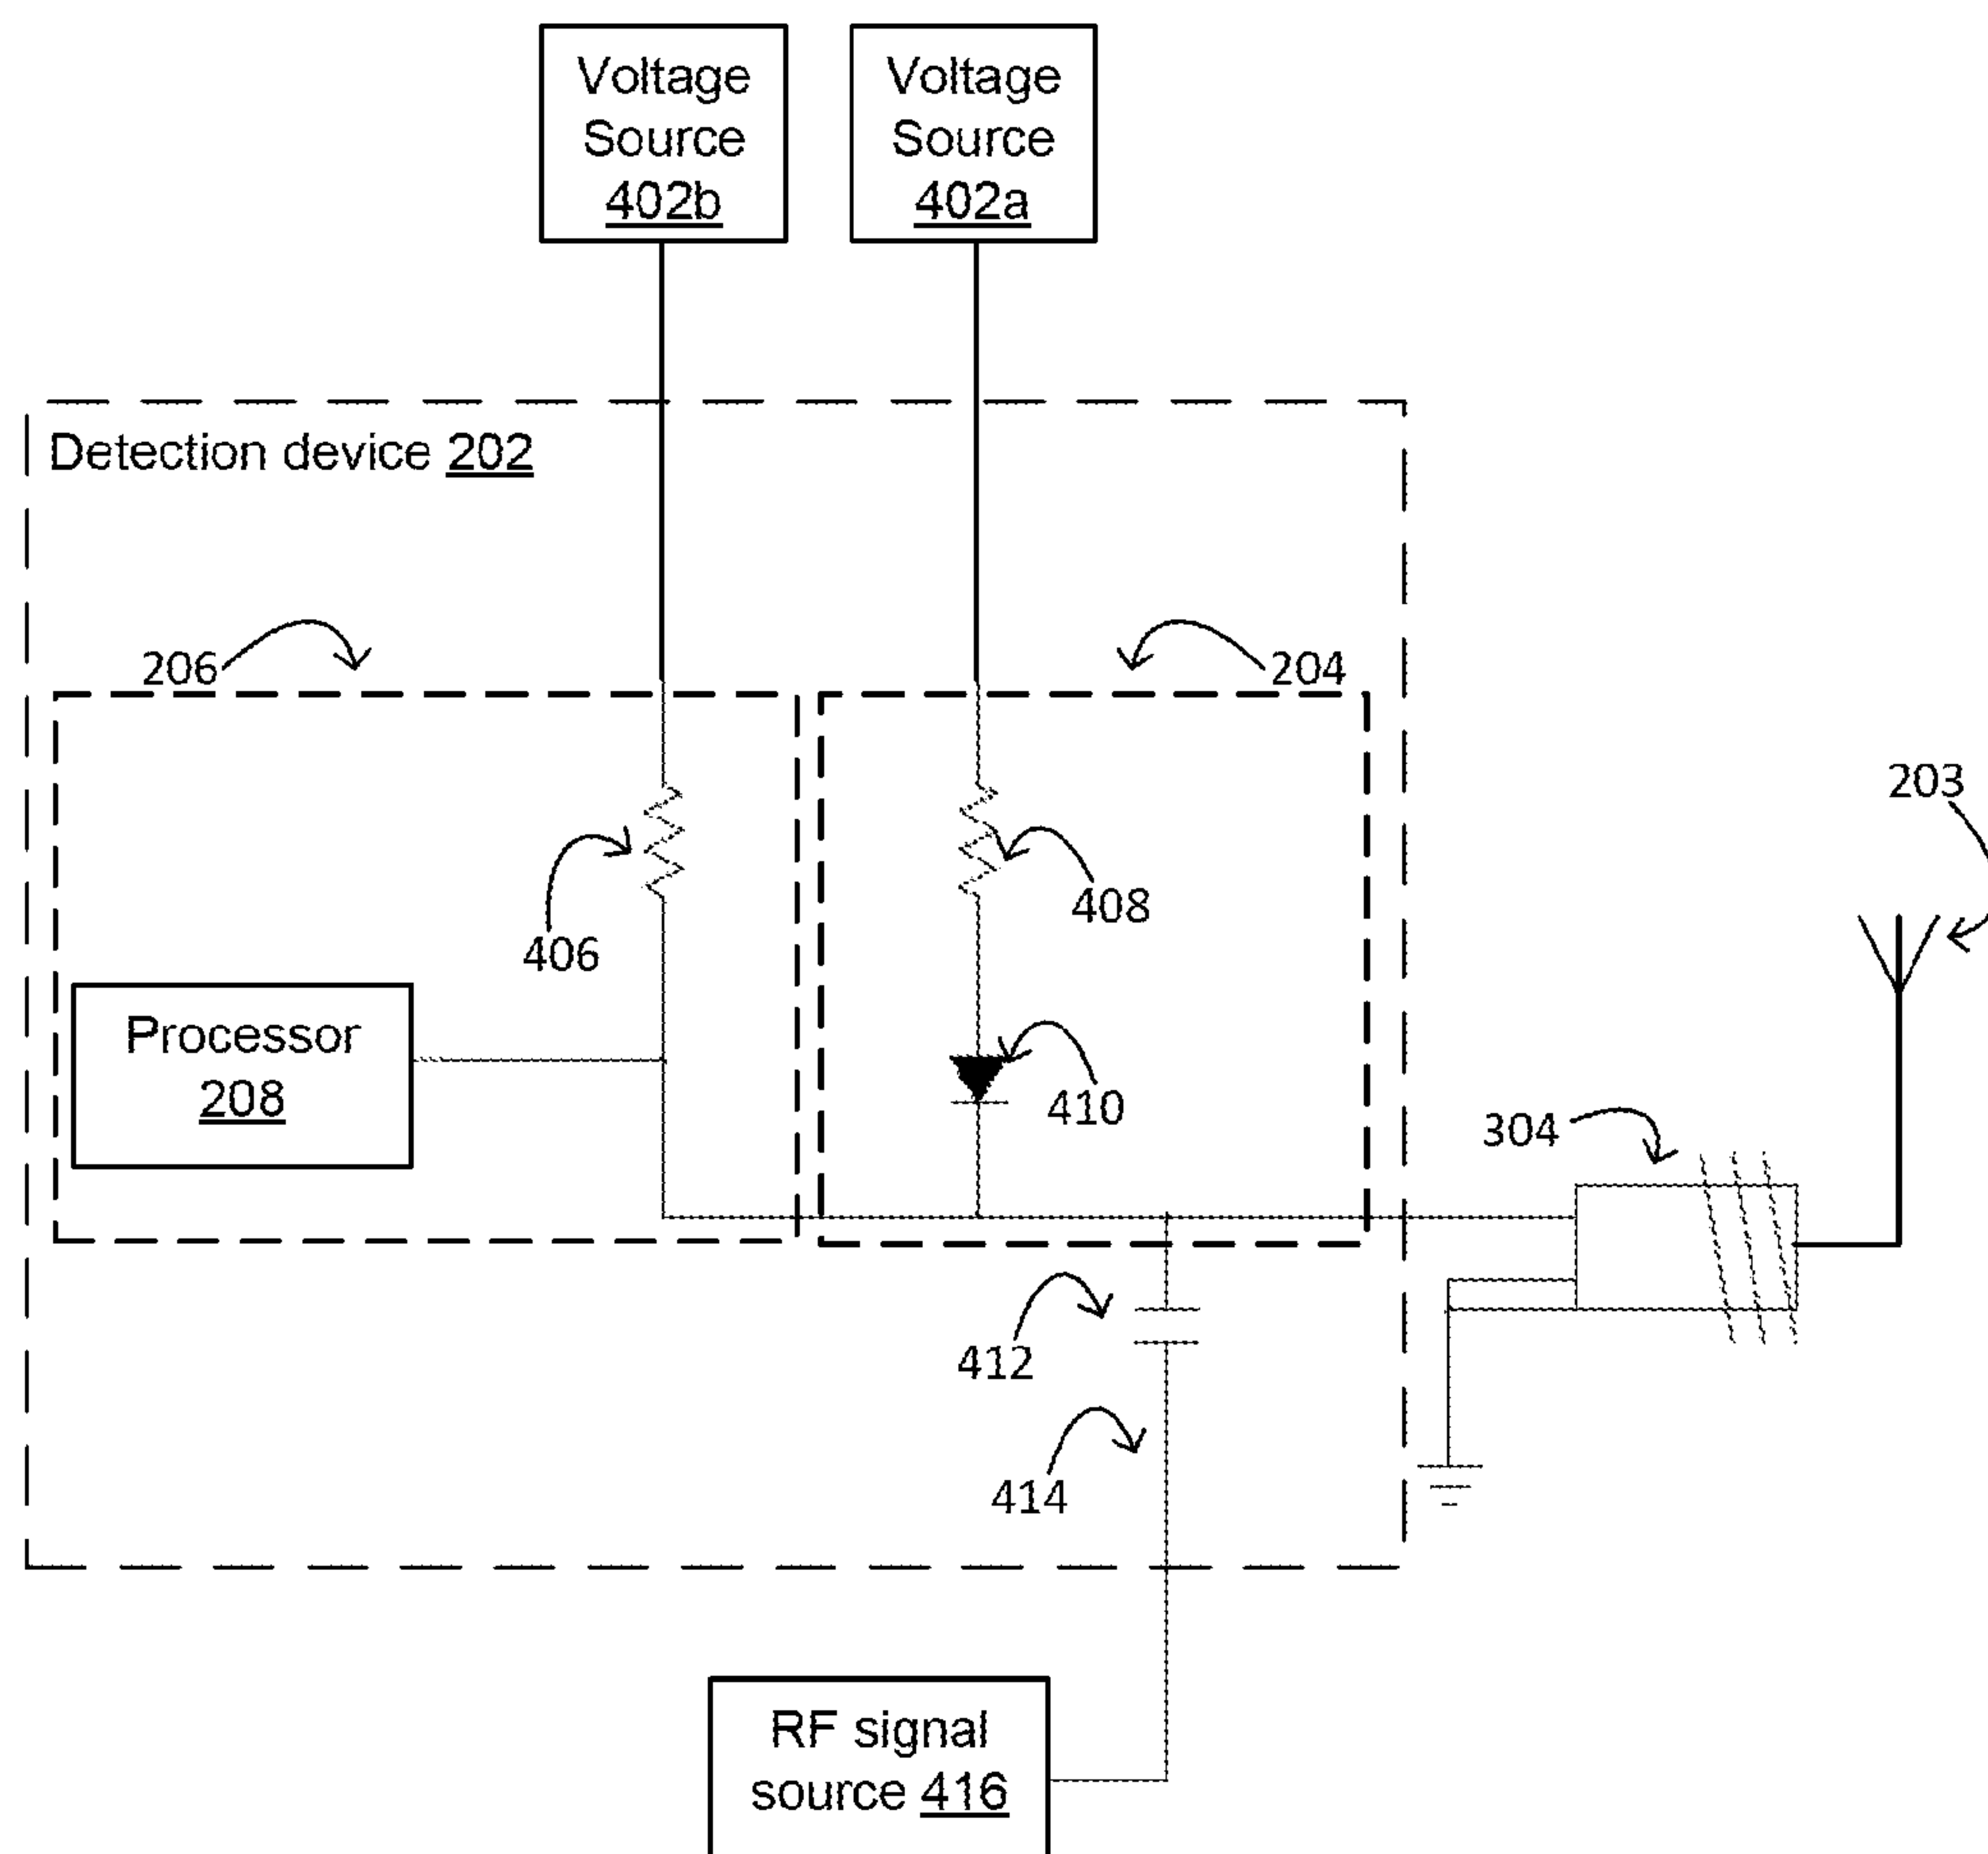 Voltage
Source
402b
Voltage
Source
402a
Detection device 202
206
204
203
406
408
Processor
208
410
304
412
414
RF signal
source 416